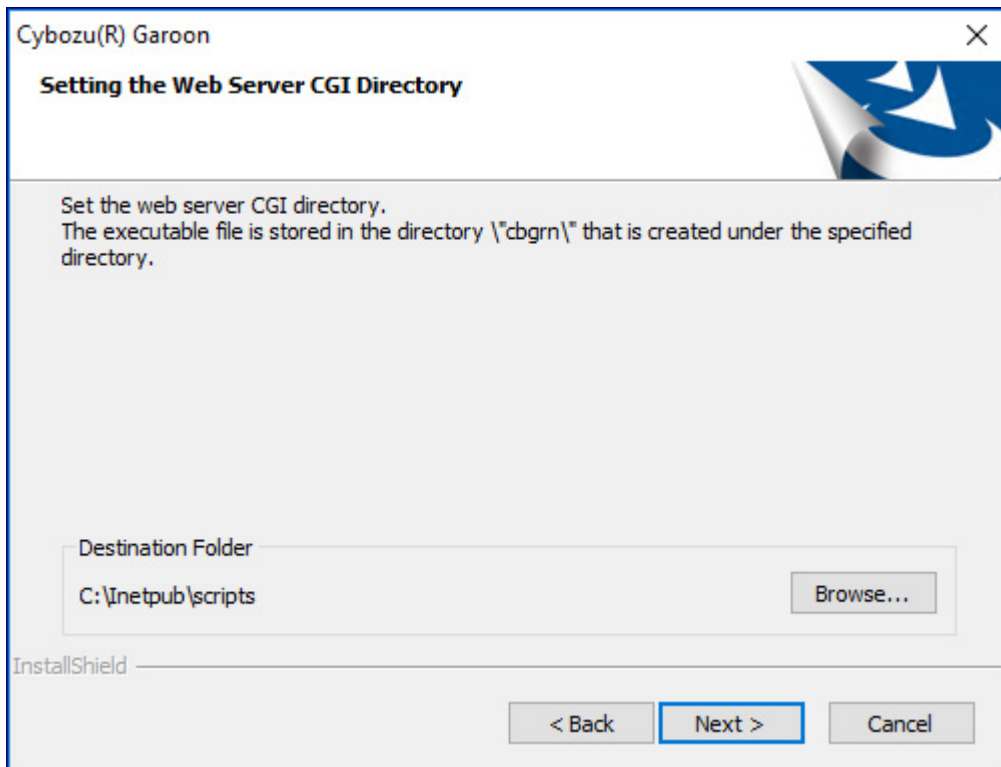 Cybozu(R) Garoon
Setting the Web Server CGI Directory
Set the web server CGI directory.
The executable file is stored in the directory \"cbgrn\" that is created under the specified
directory.
Destination Folder
C:\Inetpub\scripts
Browse...
InstallShield
< Back
Next >
Cancel